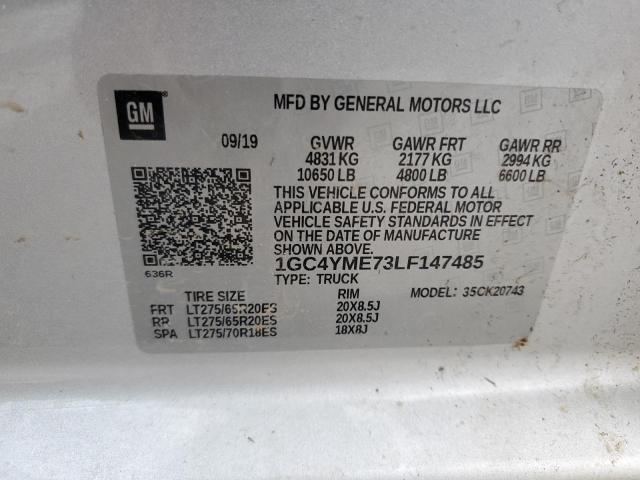 GM
MFD BY GENERAL MOTORS LLC
09/19 GVWR GAWR FRT GAWR RR
4831 KG 2177 KG 2994 KG
10650 LB 4800 LB 6600 LB
THIS VEHICLE CONFORMS TO ALL
APPLICABLE U.S. FEDERAL MOTOR
VEHICLE SAFETY STANDARDS IN EFFECT
ON THE DATE OF MANUFACTURE
SHOWN ABOVE.
636R
1GC4YME73LF147485
TYPE: TRUCK
TIRE SIZE RIM MODEL: 35CK20743
FRT LT275/65R20ES 20X8.5J
RR LT275/65R20ES 20X8.5J
SPA LT275/70R18ES 18X8J